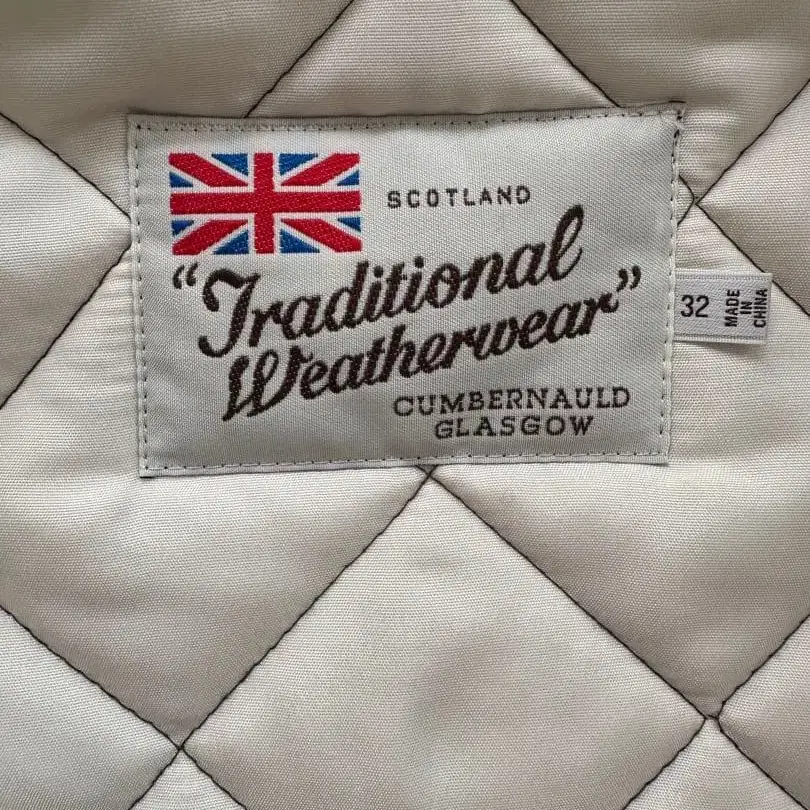 SCOTLAND
"Traditional
Weatherwear"
CUMBERNAULD
GLASGOW
32
MADE
IN
CHINA